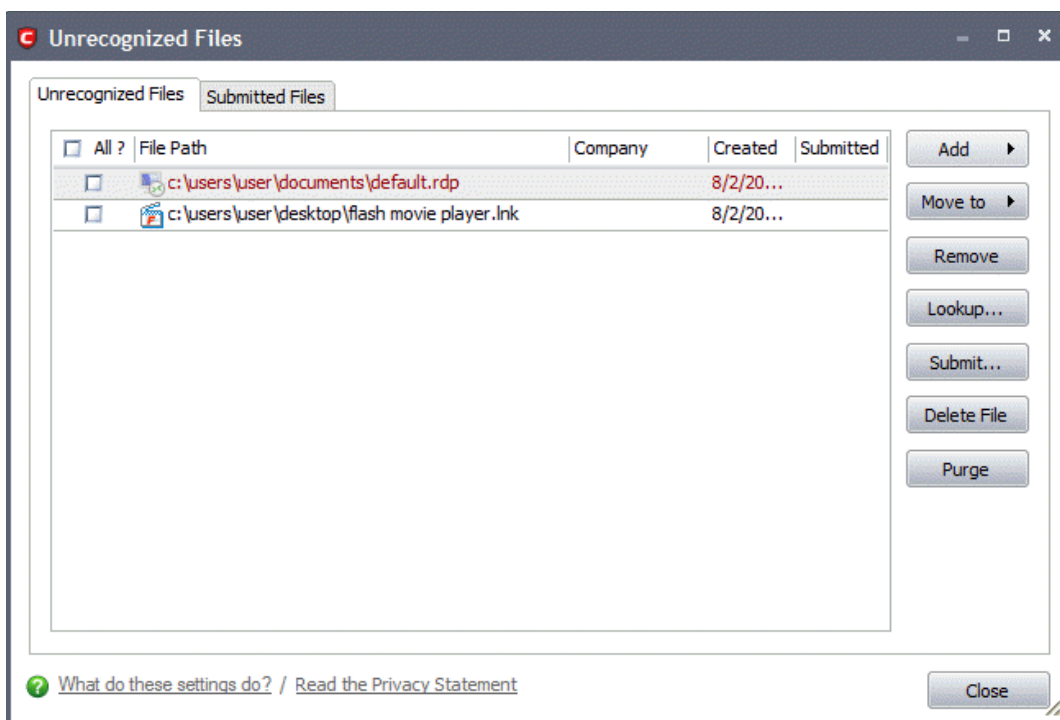 Unrecognized Files
Unrecognized Files Submitted Files
All ? File Path Company Created Submitted
c:\users\user\documents\default.rdp 8/2/20...
c:\users\user\desktop\flash movie player.lnk 8/2/20...
Add
Move to
Remove
Lookup...
Submit...
Delete File
Purge
What do these settings do? / Read the Privacy Statement
Close